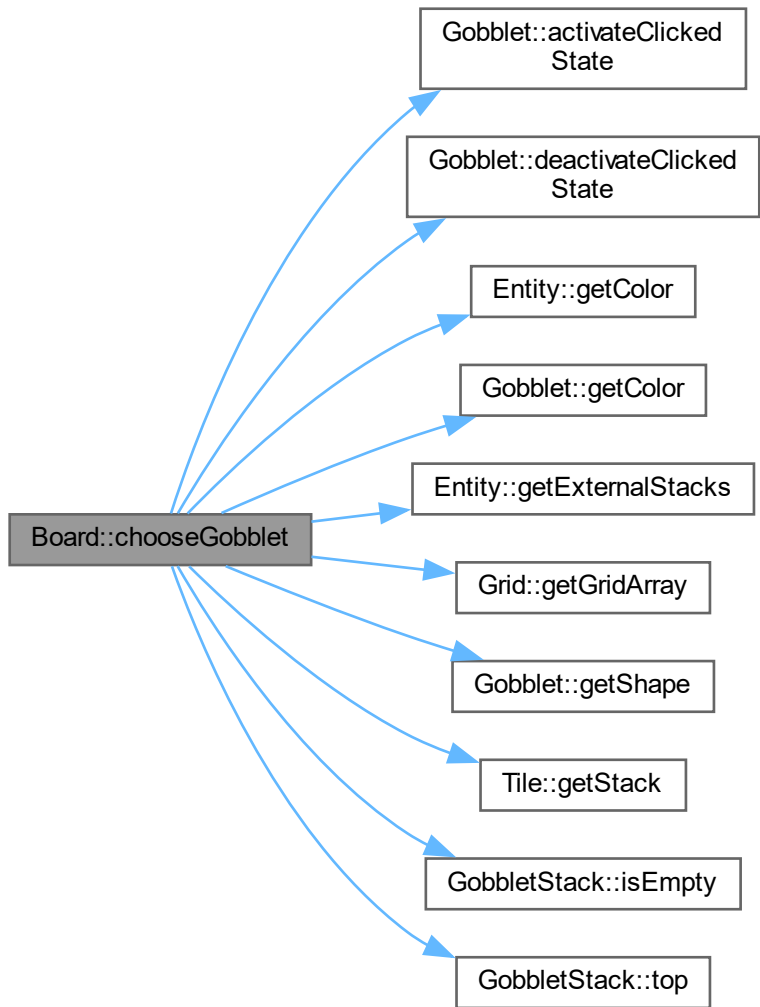 Gobblet::activateClicked
State
Gobblet::deactivateClicked
State
Entity::getColor
Gobblet::getColor
Entity::getExternalStacks
Board::chooseGobblet
Grid::getGridArray
Gobblet::getShape
Tile::getStack
GobbletStack::isEmpty
GobbletStack::top